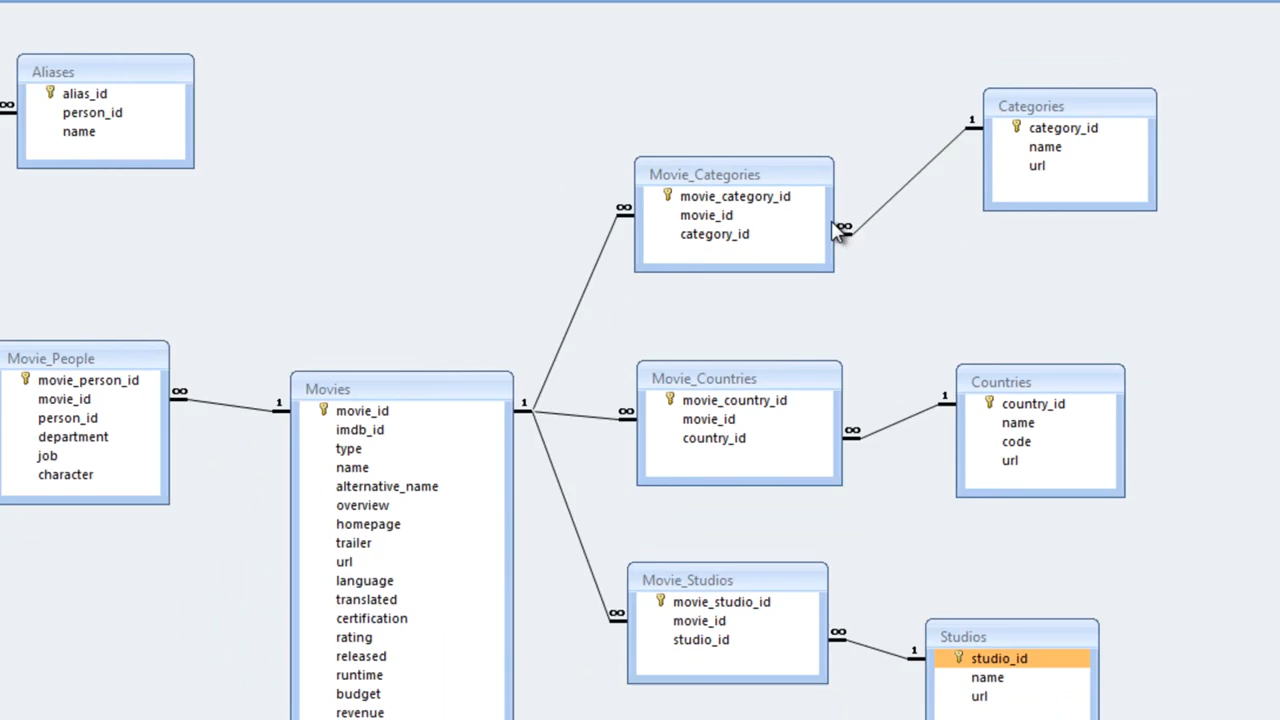 Aliases
alias_id
person_id
name
∞
Categories
category_id
name
url
1
Movie_Categories
movie_category_id
movie_id
category_id
∞
∞
Movie_People
movie_person_id
movie_id
person_id
department
job
character
∞
1
Movies
movie_id
imdb_id
type
name
alternative_name
overview
homepage
trailer
url
language
translated
certification
rating
released
runtime
budget
revenue
1
Movie_Countries
movie_country_id
movie_id
country_id
∞
∞
1
Countries
country_id
name
code
url
Movie_Studios
movie_studio_id
movie_id
studio_id
∞
∞
1
Studios
studio_id
name
url